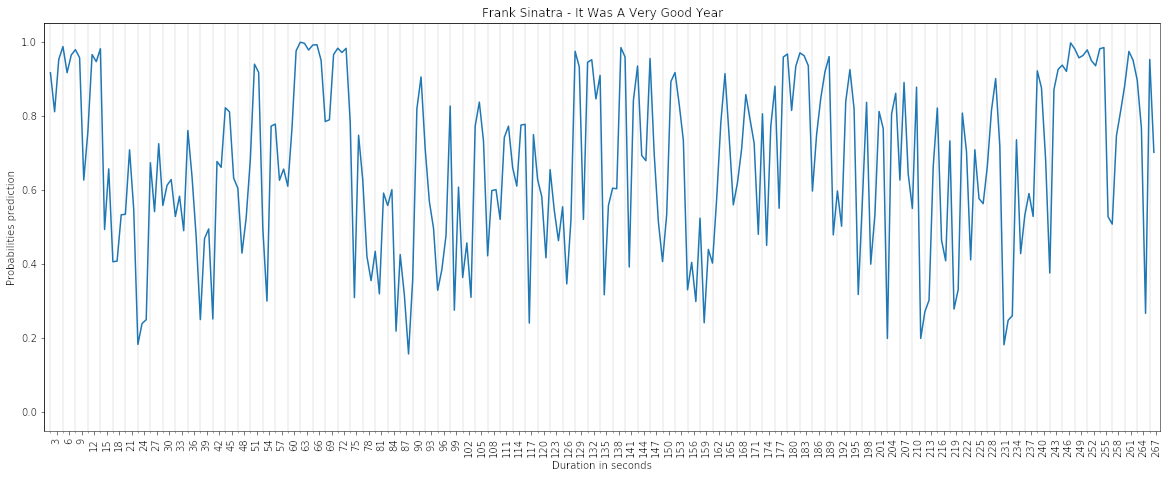 Frank Sinatra - It Was A Very Good Year
Probabilities prediction
1.0
0.8
0.6
0.4
0.2
0.0
3 6 9 12 15 18 21 24 27 30 33 36 39 42 45 48 51 54 57 60 63 66 69 72 75 78 81 84 87 90 93 96 99 102 105 108 111 114 117 120 123 126 129 132 135 138 141 144 147 150 153 156 159 162 165 168 171 174 177 180 183 186 189 192 195 198 201 204 207 210 213 216 219 222 225 228 231 234 237 240 243 246 249 252 255 258 261 264 267
Duration in seconds